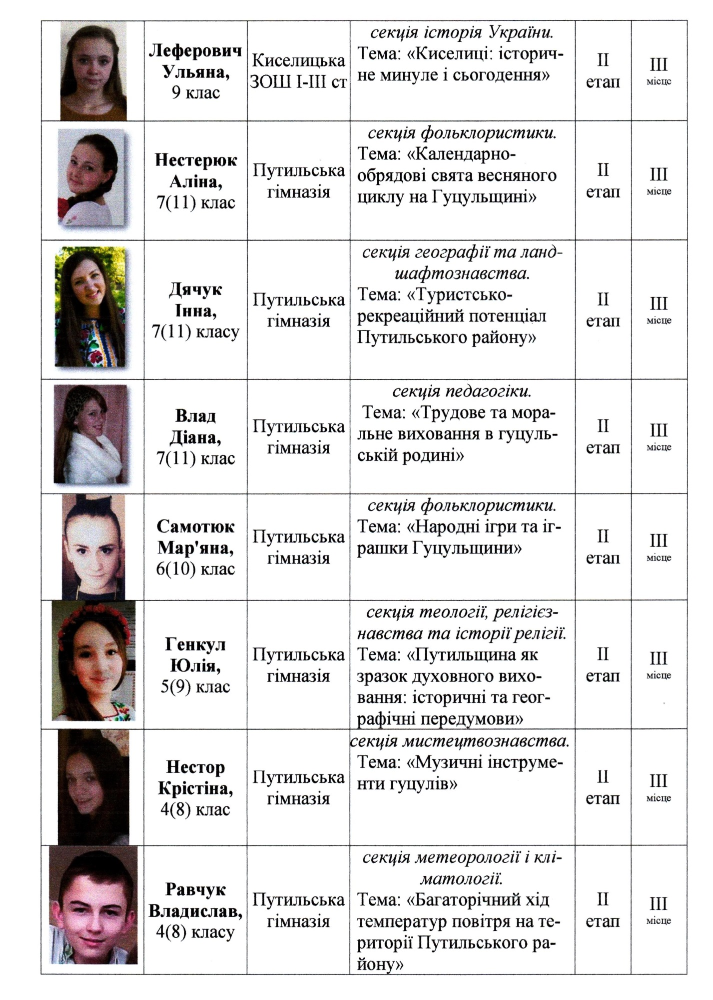 Леферович
Ульяна,
9 клас
Киселицька
ЗОШ І-ІІІ ст
секція історія України.
Тема: «Киселиці: історич-
не минуле і сьогодення»
ІІ
етап
ІІІ
місце
Нестерюк
Аліна,
7(11) клас
Путильська
гімназія
секція фольклористики.
Тема: «Календарно-
обрядові свята весняного
циклу на Гуцульщині»
ІІ
етап
ІІІ
місце
Дячук
Інна,
7(11) класу
Путильська
гімназія
секція географії та ланд-
шафтознавства.
Тема: «Туристсько-
рекреаційний потенціал
Путильського району»
ІІ
етап
ІІІ
місце
Влад
Діана,
7(11) клас
Путильська
гімназія
секція педагогіки.
Тема: «Трудове та мора-
льне виховання в гуцуль-
ській родині»
ІІ
етап
ІІІ
місце
Самотюк
Мар'яна,
6(10) клас
Путильська
гімназія
секція фольклористики.
Тема: «Народні ігри та іг-
рашки Гуцульщини»
ІІ
етап
ІІІ
місце
Генкул
Юлія,
5(9) клас
Путильська
гімназія
секція теології, релігієз-
навства та історії релігії.
Тема: «Путильщина як
зразок духовного вихо-
вання: історичні та геог-
рафічні передумови»
ІІ
етап
ІІІ
місце
Нестор
Крістіна,
4(8) клас
Путильська
гімназія
секція мистецтвознавства.
Тема: «Музичні інструме-
нти гуцулів»
ІІ
етап
ІІІ
місце
Равчук
Владислав,
4(8) класу
Путильська
гімназія
секція метеорології і клі-
матології.
Тема: «Багаторічний хід
температур повітря на те-
риторії Путильського ра-
йону»
ІІ
етап
ІІІ
місце